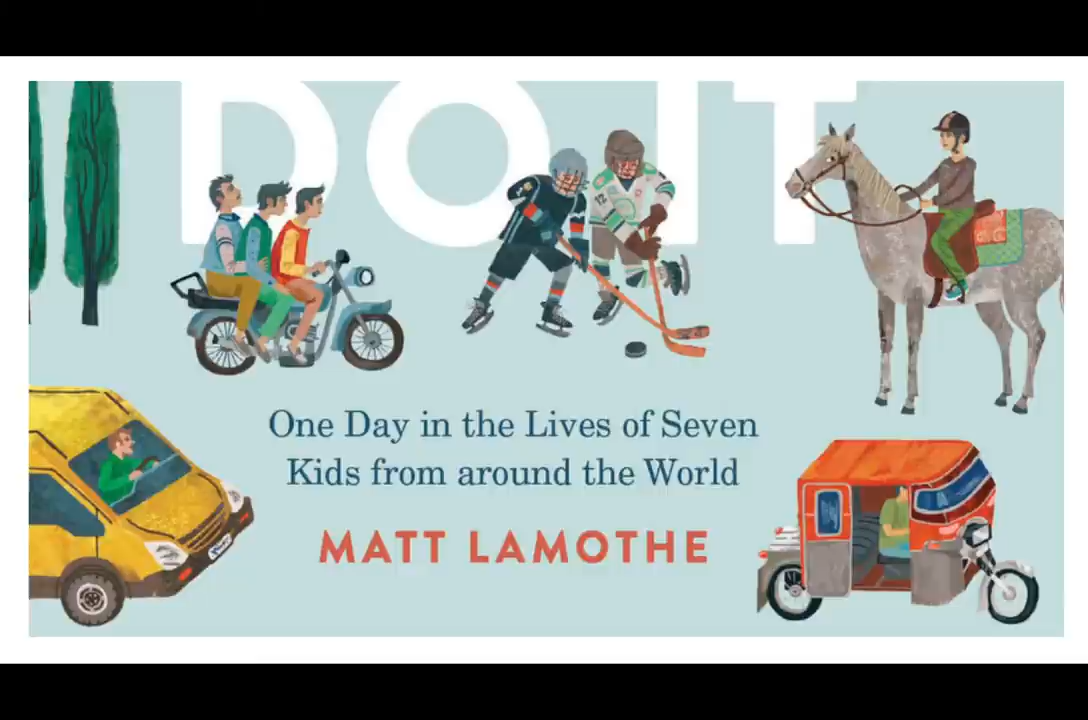 DO IT
One Day in the Lives of Seven
Kids from around the World
MATT LAMOTHE